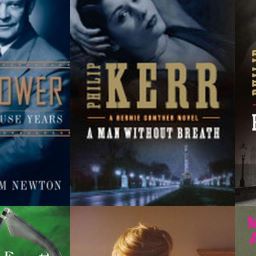 OWER
USE YEARS
M NEWTON
PHILIP
KERR
A BERNIE GUNTHER NOVEL
A MAN WITHOUT BREATH